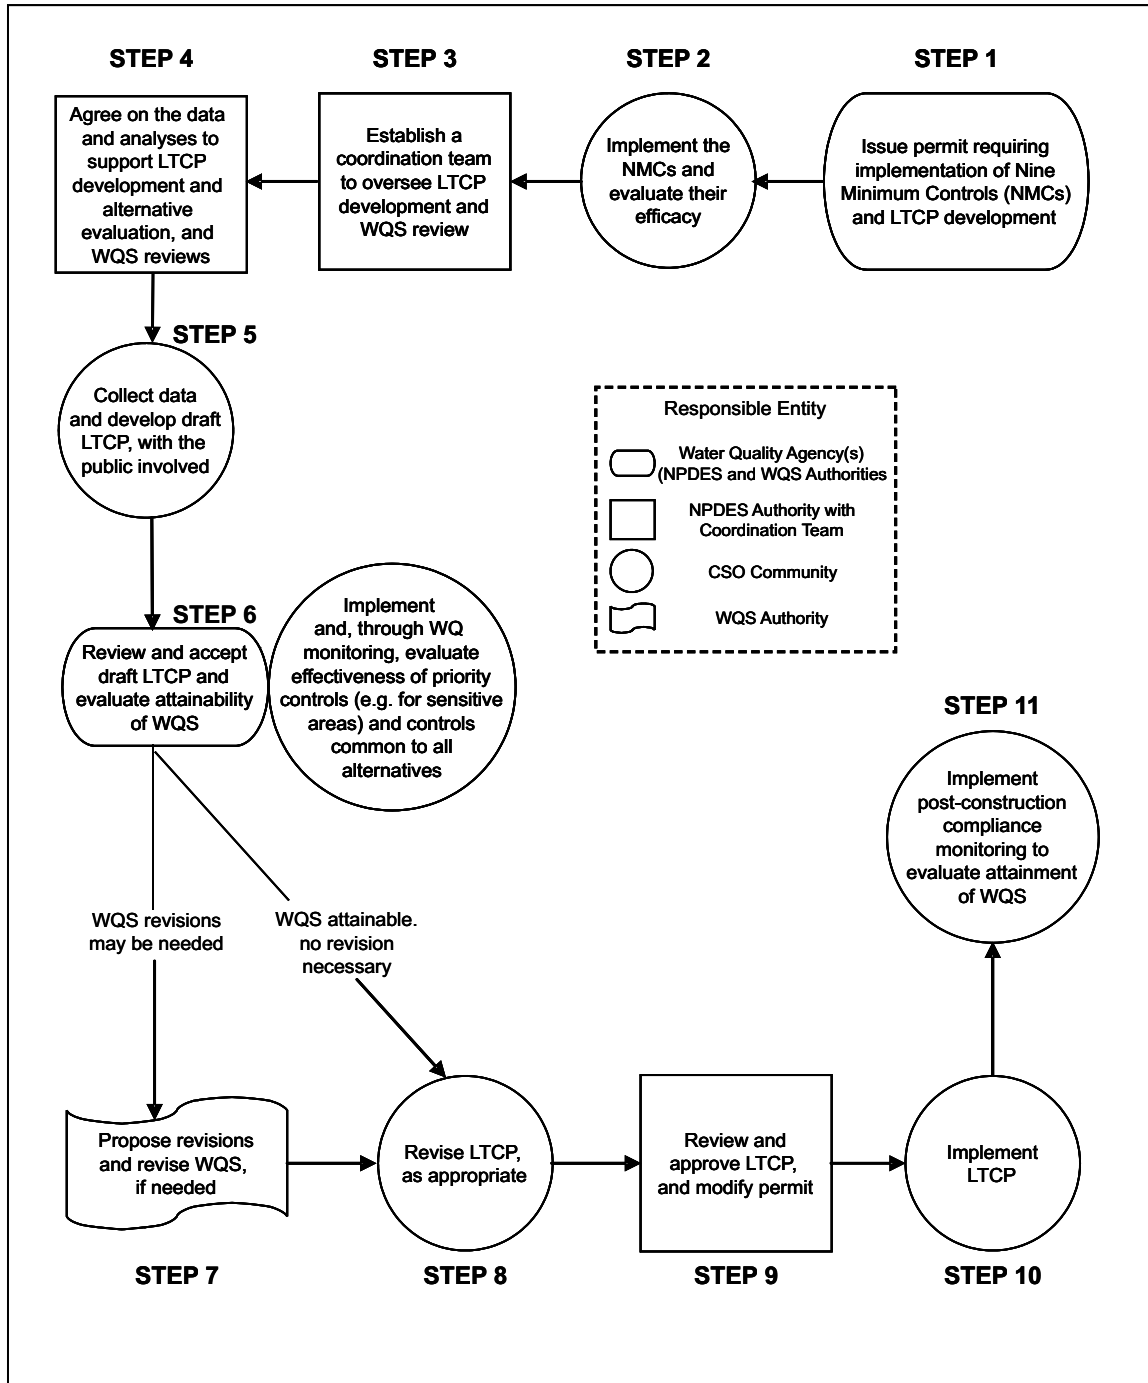 STEP 4
STEP 3
STEP 2
STEP 1
Agree on the data
and analyses to
support LTCP
development and
alternative
evaluation, and
WQS reviews
Establish a
coordination team
to oversee LTCP
development and
WQS review
Implement the
NMCs and
evaluate their
efficacy
Issue permit requiring
implementation of Nine
Minimum Controls (NMCs)
and LTCP development
STEP 5
Collect data
and develop draft
LTCP, with the
public involved
Responsible Entity
Water Quality Agency(s)
(NPDES and WQS Authorities
NPDES Authority with
Coordination Team
CSO Community
WQS Authority
STEP 6
Review and accept
draft LTCP and
evaluate attainability
of WQS
Implement
and, through WQ
monitoring, evaluate
effectiveness of priority
controls (e.g. for sensitive
areas) and controls
common to all
alternatives
STEP 11
Implement
post-construction
compliance
monitoring to
evaluate attainment
of WQS
WQS revisions
may be needed
WQS attainable.
no revision
necessary
Propose revisions
and revise WQS,
if needed
Revise LTCP,
as appropriate
Review and
approve LTCP,
and modify permit
Implement
LTCP
STEP 7
STEP 8
STEP 9
STEP 10